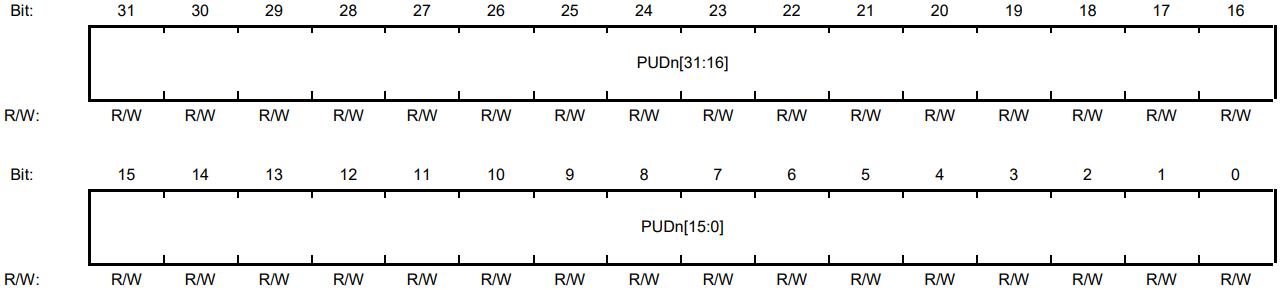 Bit: 31 30 29 28 27 26 25 24 23 22 21 20 19 18 17 16
PUDn[31:16]
R/W: R/W R/W R/W R/W R/W R/W R/W R/W R/W R/W R/W R/W R/W R/W R/W R/W
Bit: 15 14 13 12 11 10 9 8 7 6 5 4 3 2 1 0
PUDn[15:0]
R/W: R/W R/W R/W R/W R/W R/W R/W R/W R/W R/W R/W R/W R/W R/W R/W R/W